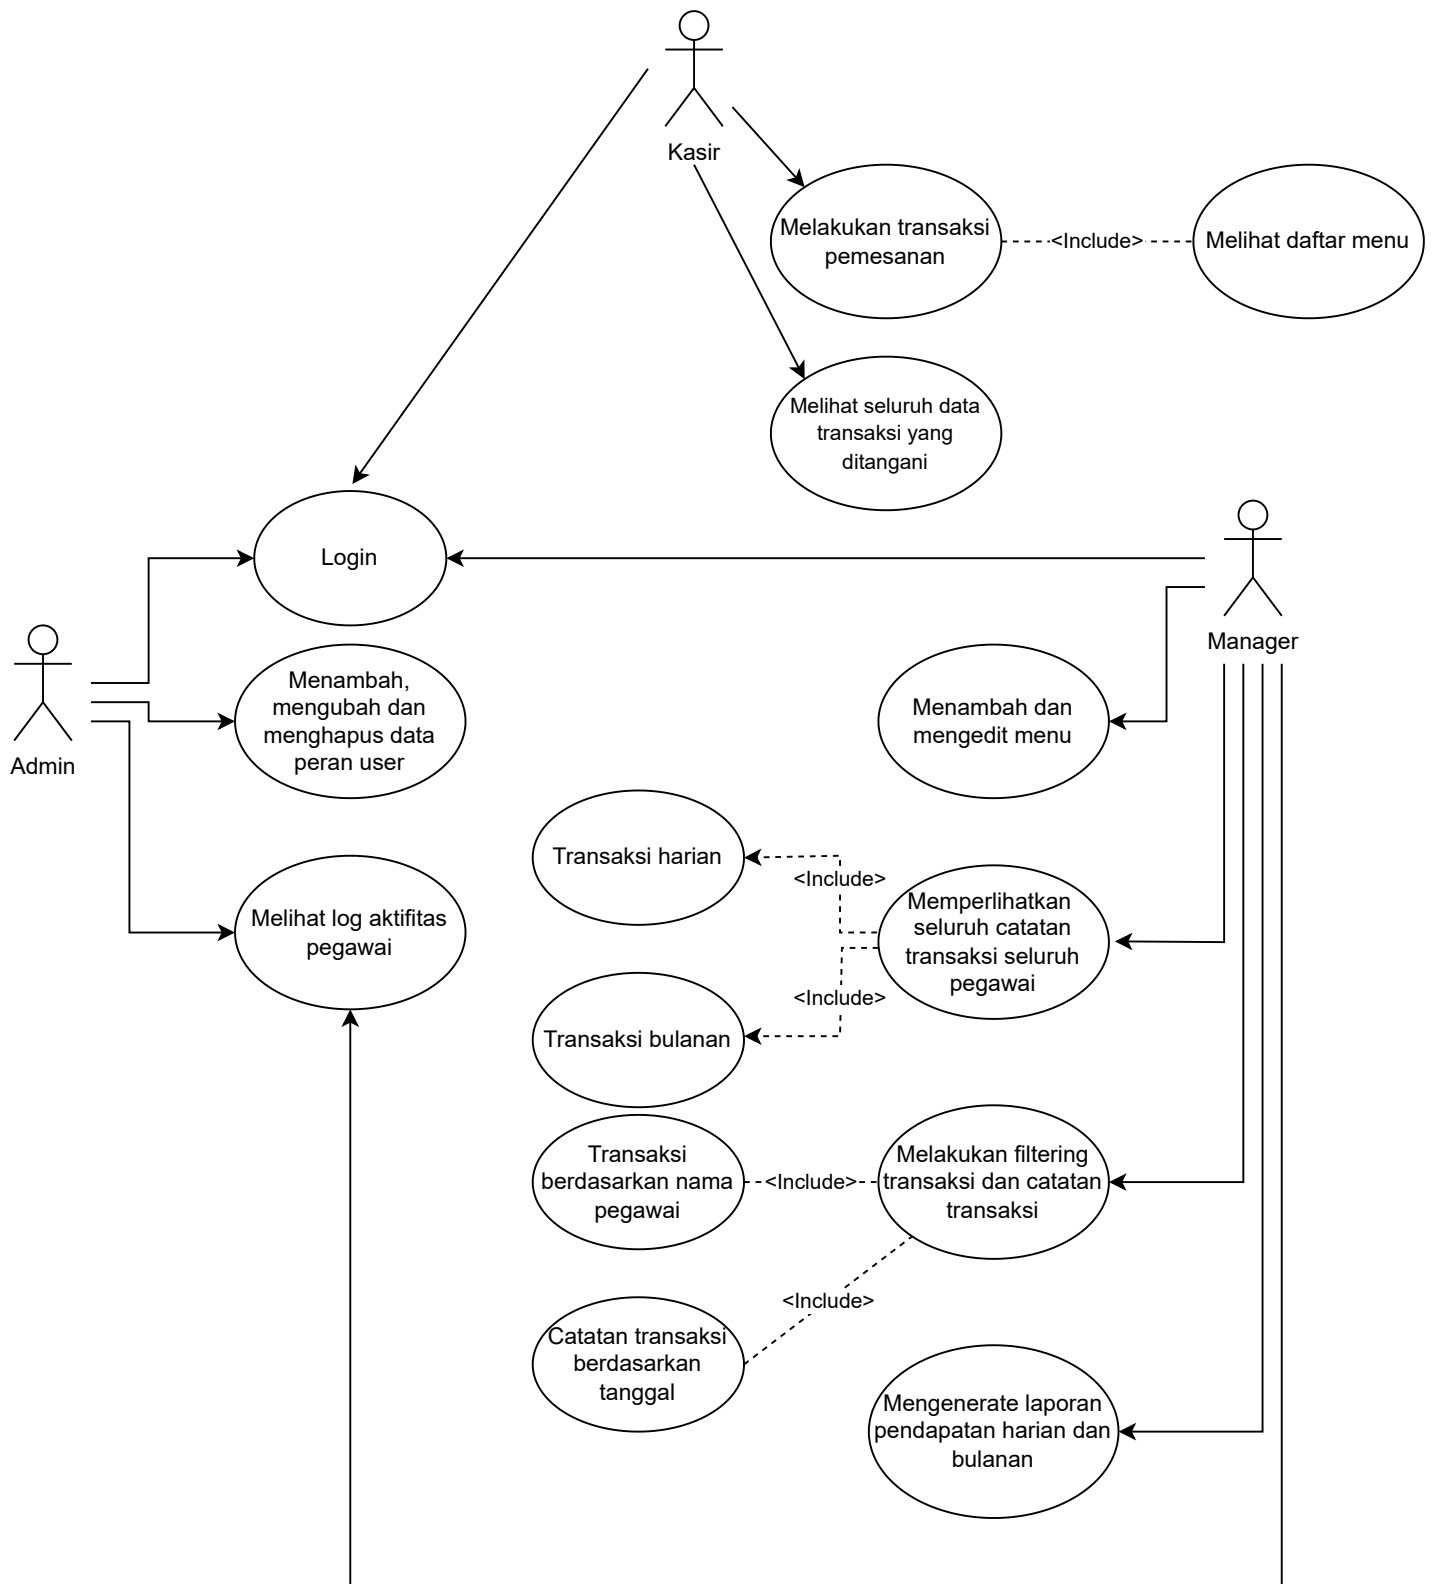 Kasir
Melakukan transaksi
pemesanan
<Include>
Melihat daftar menu
Melihat seluruh data
transaksi yang
ditangani
Login
Manager
Admin
Menambah,
mengubah dan
menghapus data
peran user
Menambah dan
mengedit menu
Transaksi harian
<Include>
Memperlihatkan
seluruh catatan
transaksi seluruh
pegawai
Melihat log aktifitas
pegawai
<Include>
Transaksi bulanan
Transaksi
berdasarkan nama
pegawai
<Include>
Melakukan filtering
transaksi dan catatan
transaksi
<Include>
Catatan transaksi
berdasarkan
tanggal
Mengenerate laporan
pendapatan harian dan
bulanan